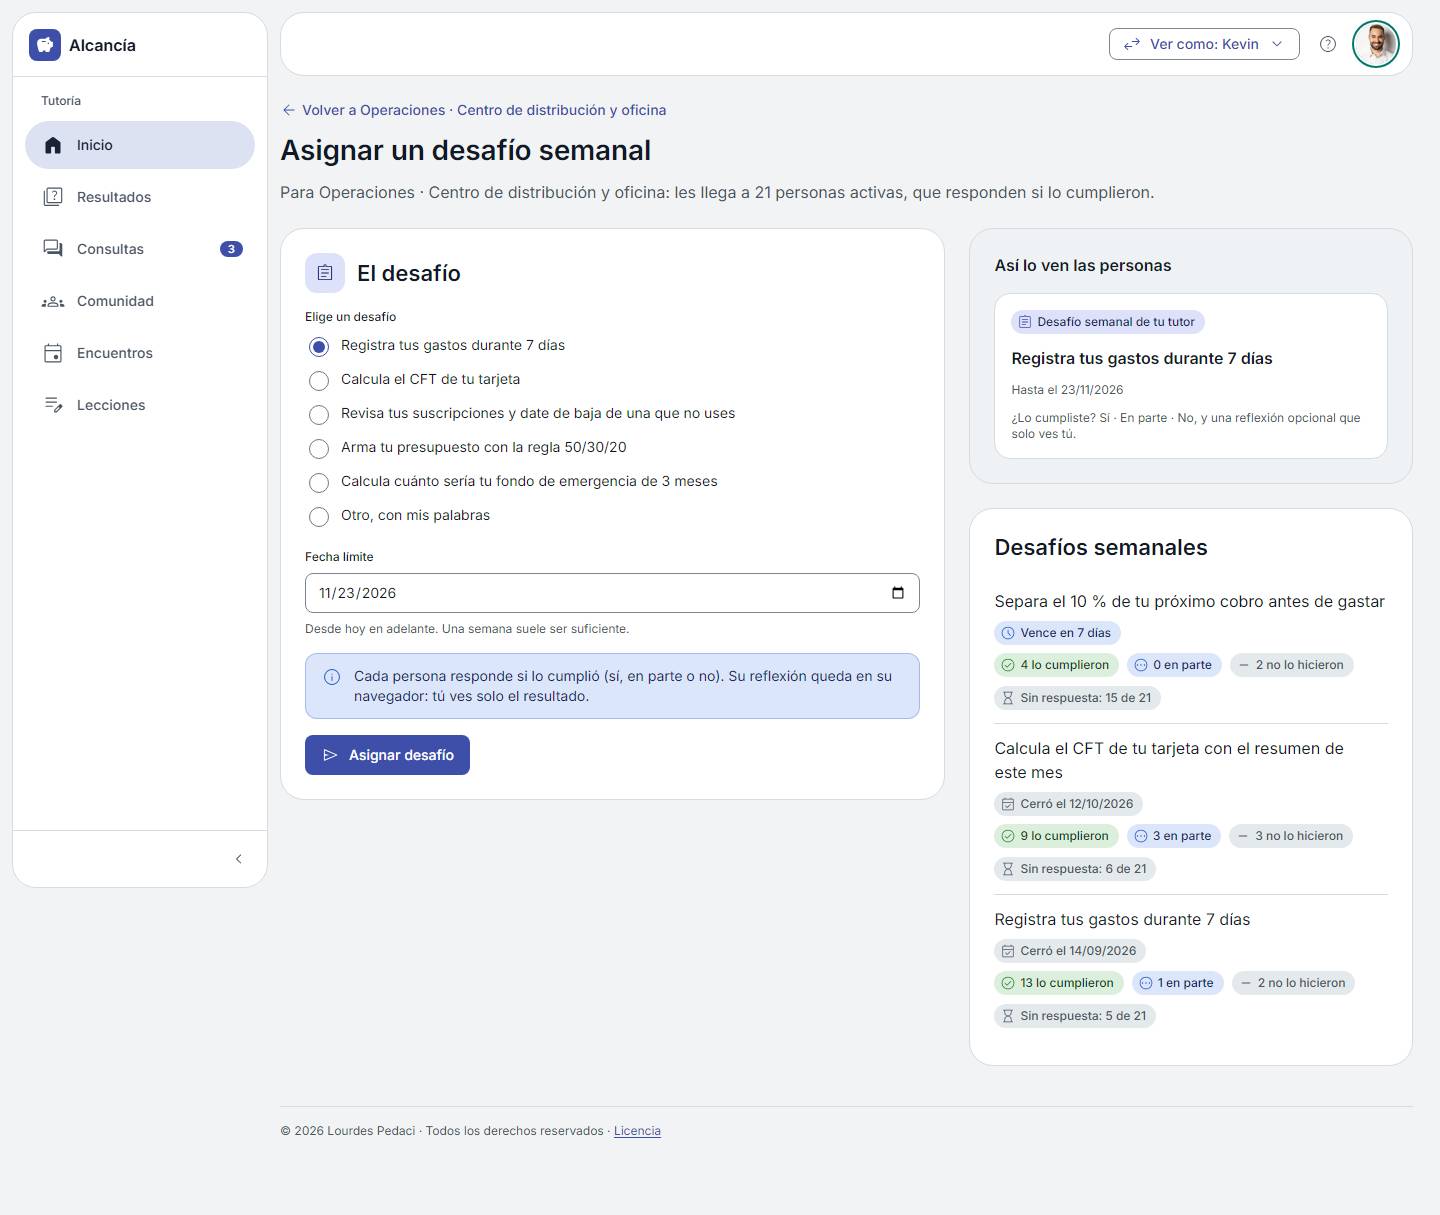 Alcancía
Tutoría
Inicio
Resultados
Consultas
3
Comunidad
Encuentros
Lecciones
Ver como: Kevin
Volver a Operaciones · Centro de distribución y oficina
Asignar un desafío semanal
Para Operaciones · Centro de distribución y oficina: les llega a 21 personas activas, que responden si lo cumplieron.
El desafío
Elige un desafío
Registra tus gastos durante 7 días
Calcula el CFT de tu tarjeta
Revisa tus suscripciones y date de baja de una que no uses
Arma tu presupuesto con la regla 50/30/20
Calcula cuánto sería tu fondo de emergencia de 3 meses
Otro, con mis palabras
Fecha límite
11/23/2026
Desde hoy en adelante. Una semana suele ser suficiente.
Cada persona responde si lo cumplió (sí, en parte o no). Su reflexión queda en su
navegador: tú ves solo el resultado.
Asignar desafío
Así lo ven las personas
Desafío semanal de tu tutor
Registra tus gastos durante 7 días
Hasta el 23/11/2026
¿Lo cumpliste? Sí · En parte · No, y una reflexión opcional que
solo ves tú.
Desafíos semanales
Separa el 10 % de tu próximo cobro antes de gastar
Vence en 7 días
4 lo cumplieron
0 en parte
2 no lo hicieron
Sin respuesta: 15 de 21
Calcula el CFT de tu tarjeta con el resumen de
este mes
Cerró el 12/10/2026
9 lo cumplieron
3 en parte
3 no lo hicieron
Sin respuesta: 6 de 21
Registra tus gastos durante 7 días
Cerró el 14/09/2026
13 lo cumplieron
1 en parte
2 no lo hicieron
Sin respuesta: 5 de 21
© 2026 Lourdes Pedaci · Todos los derechos reservados · Licencia